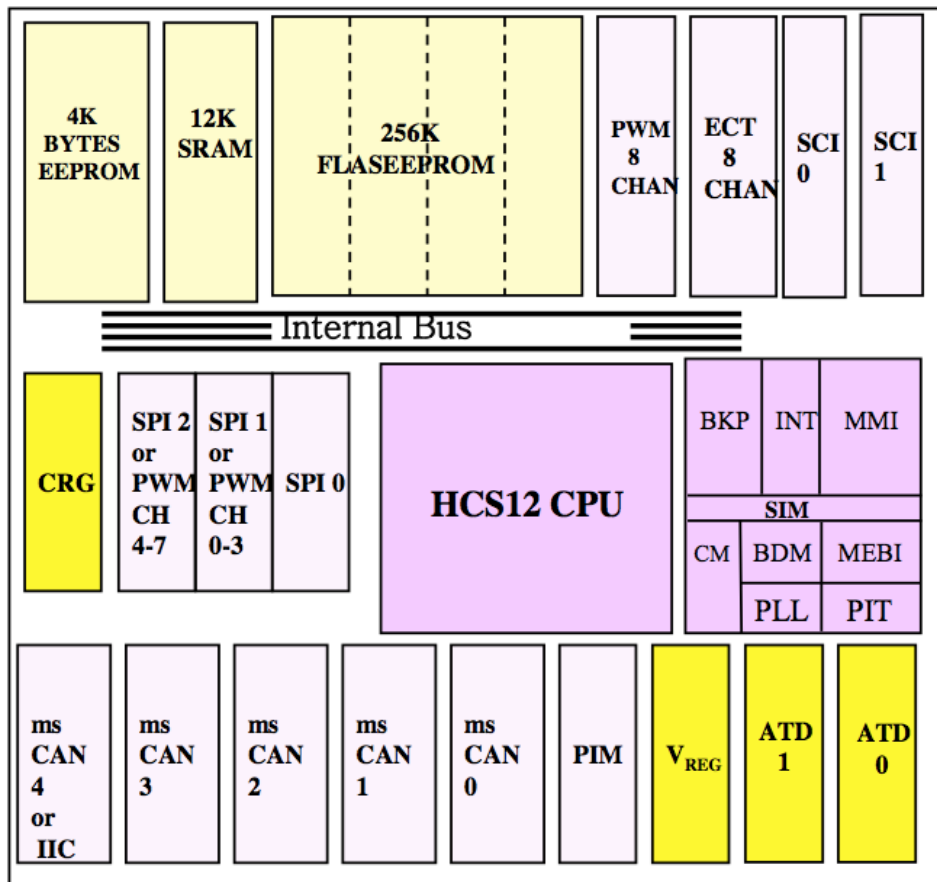 4K
BYTES
EEPROM
12K
SRAM
256K
FLASEEPROM
PWM
8
CHAN
ECT
8
CHAN
SCI
0
SCI
1
Internal Bus
CRG
SPI 2
or
PWM
CH
4-7
SPI 1
or
PWM
CH
0-3
SPI 0
HCS12 CPU
BKP
INT
MMI
SIM
CM
BDM
MEBI
PLL
PIT
ms
CAN
4
or
IIC
ms
CAN
3
ms
CAN
2
ms
CAN
1
ms
CAN
0
PIM
VREG
ATD
1
ATD
0